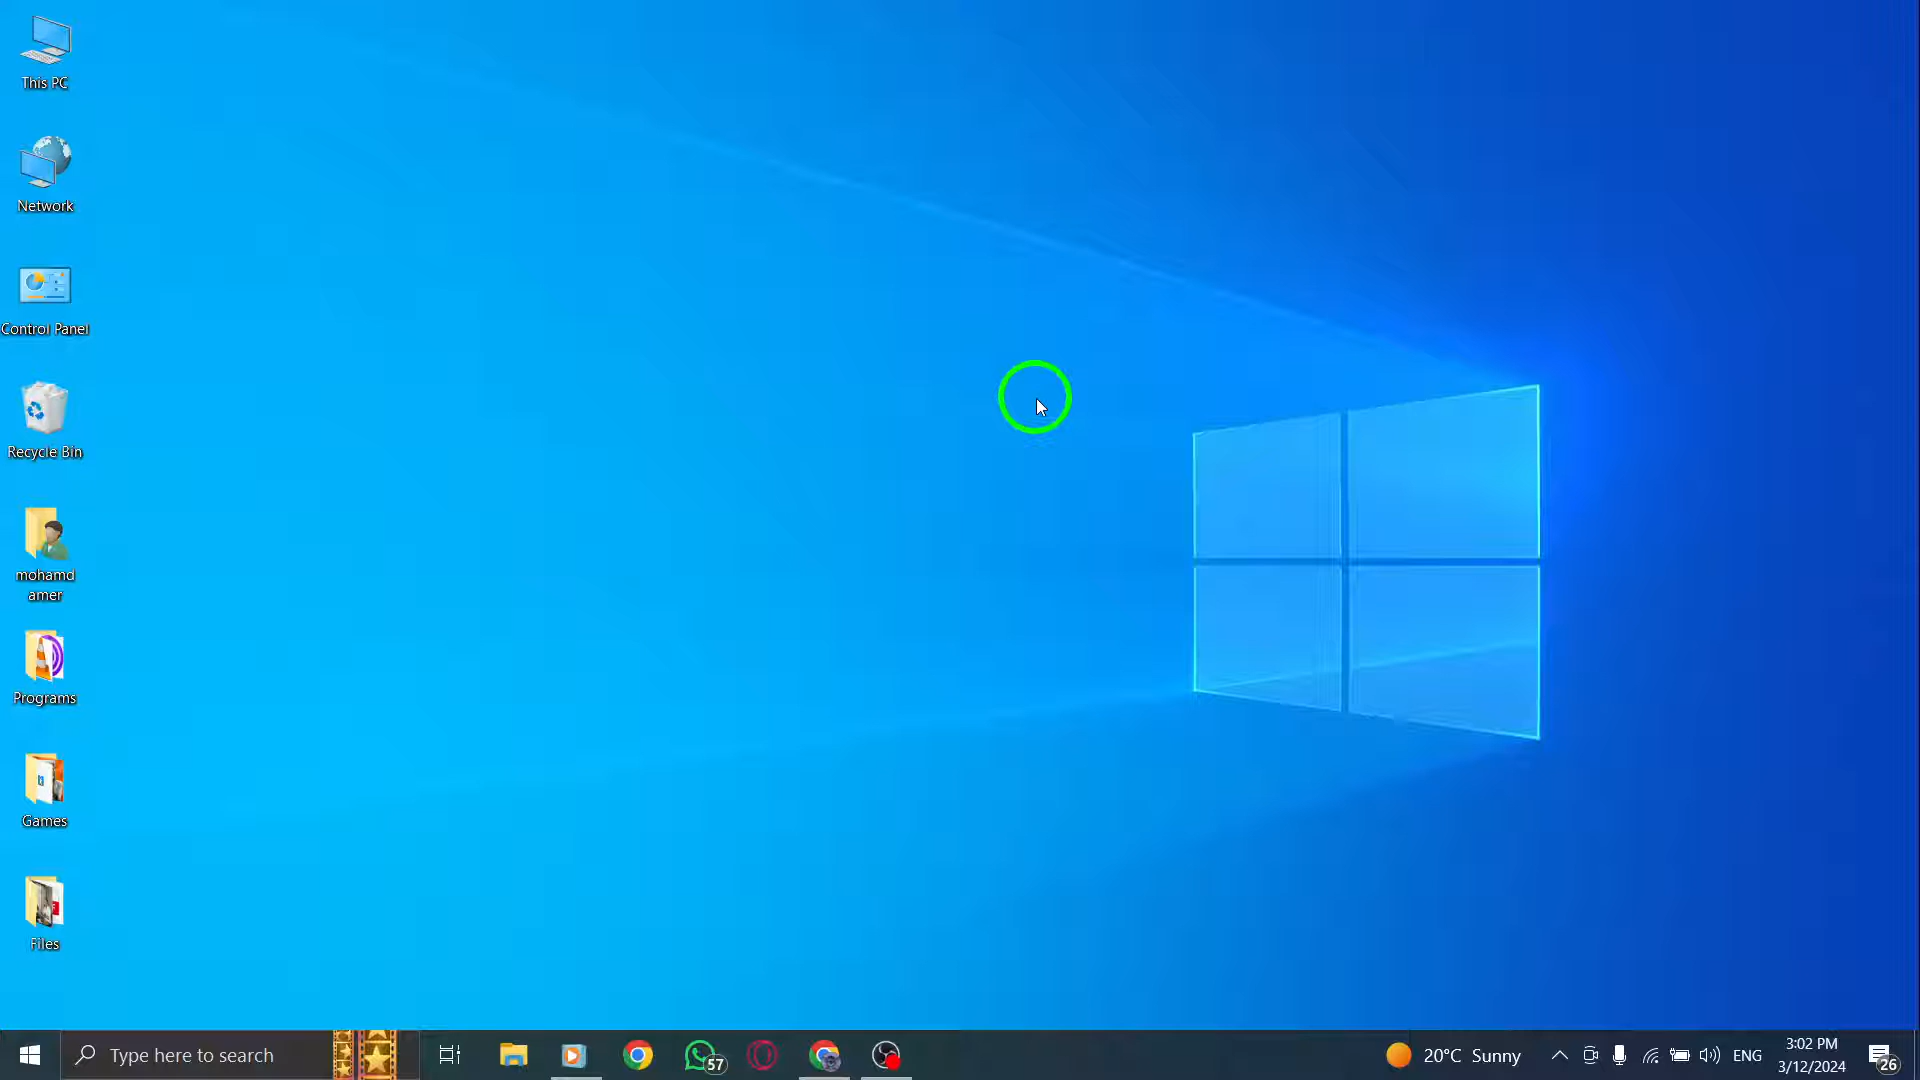 This PC
Network
Control Panel
Recycle Bin
mohamd
amer
Programs
Games
Files
Type here to search
57
20°C Sunny
ENG
3:02 PM
3/12/2024
26